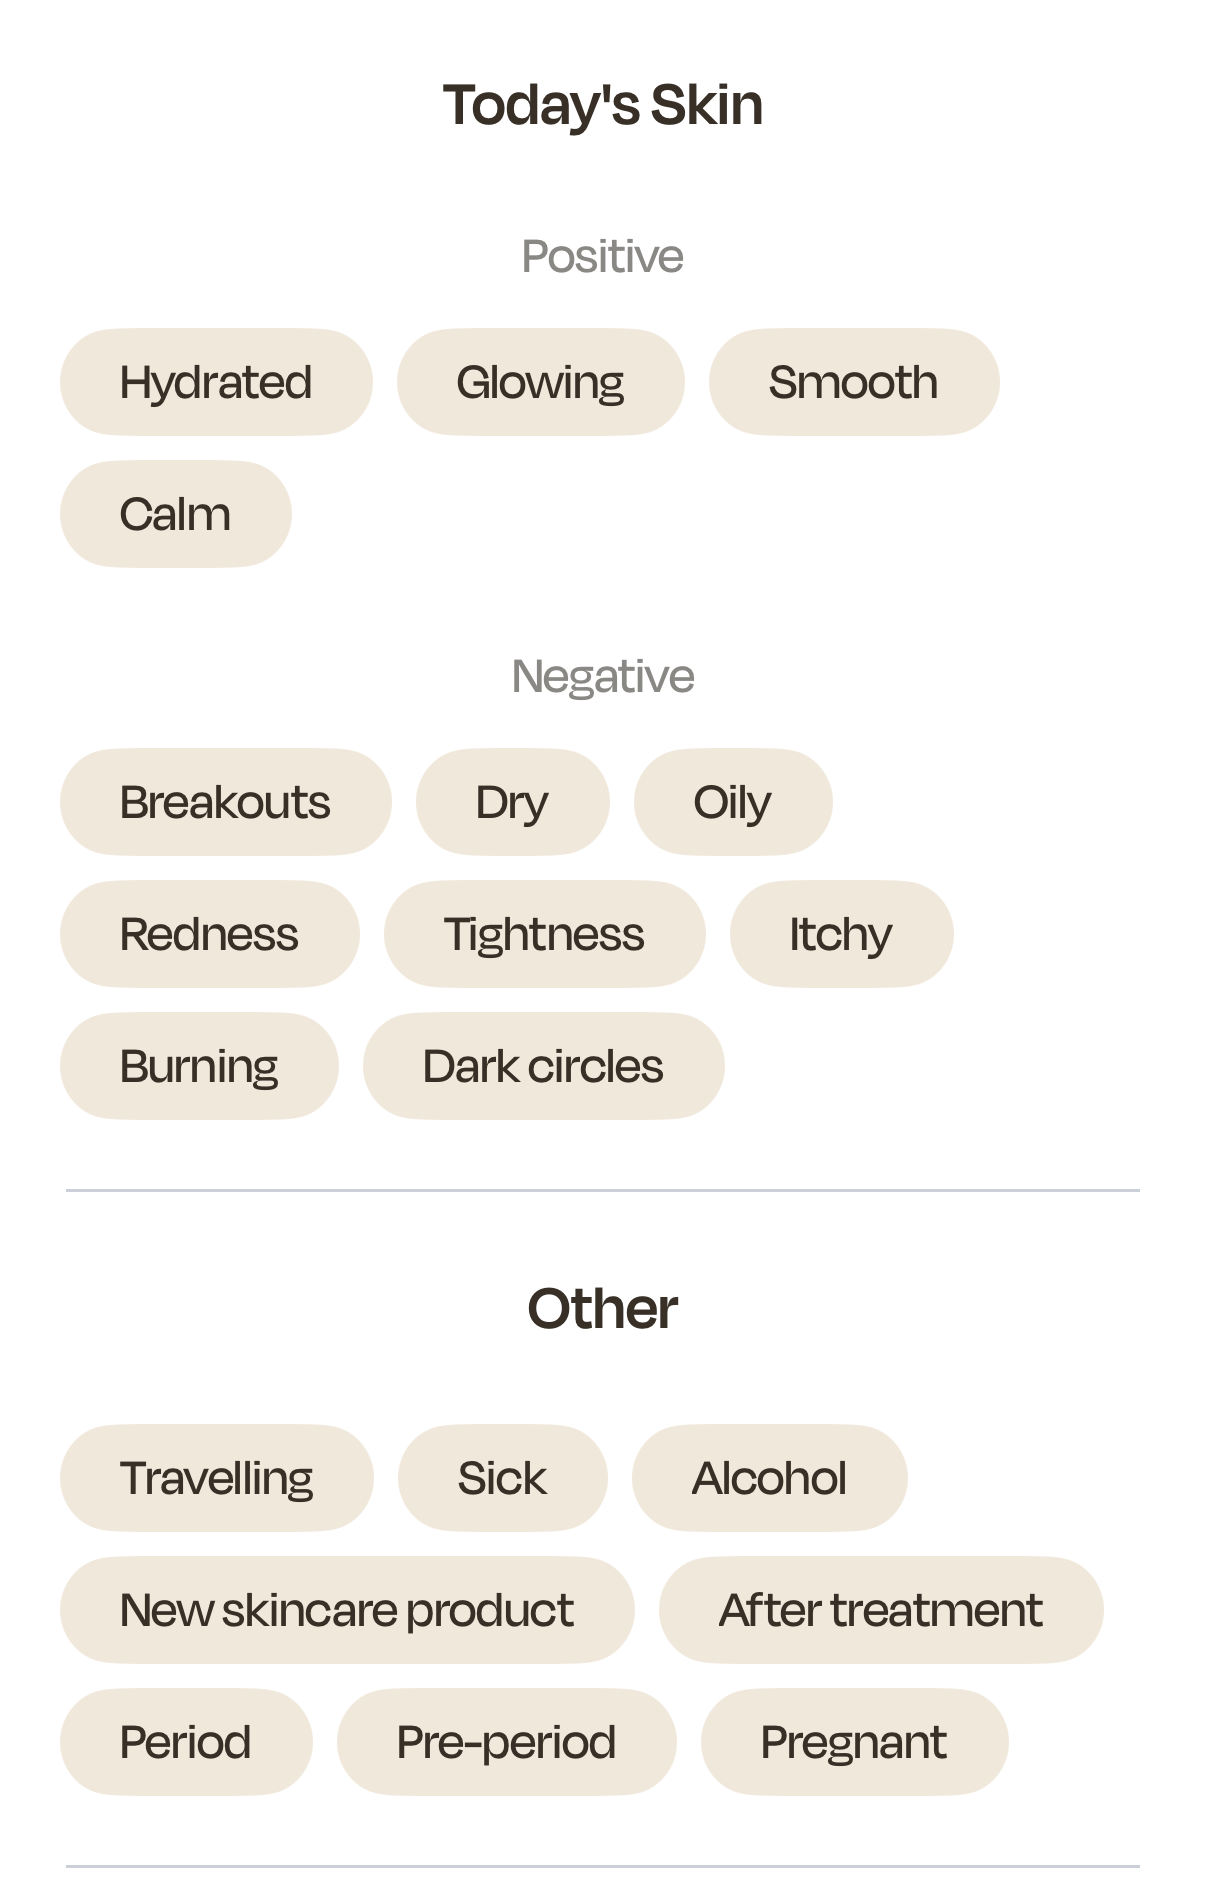 Today's Skin
Positive
Hydrated Glowing Smooth
Calm
Negative
Breakouts Dry Oily
Redness Tightness Itchy
Burning Dark circles
Other
Travelling Sick Alcohol
New skincare product After treatment
Period Pre-period Pregnant